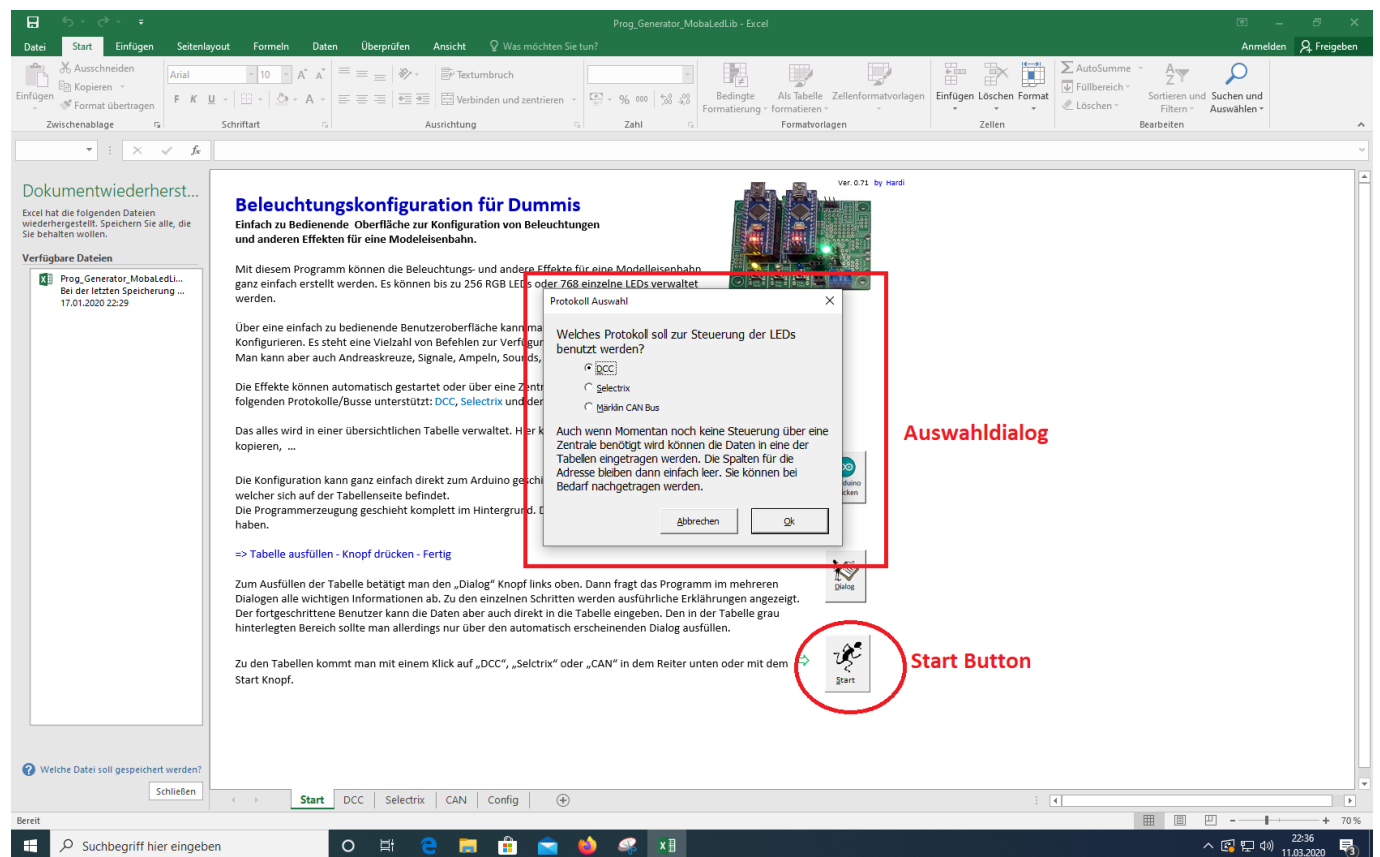 Prog_Generator_MobaLedLib - Excel
Datei Start Einfügen Seitenlayout Formeln Daten Überprüfen Ansicht Was möchten Sie tun? Anmelden Freigeben
Einfügen
Ausschneiden
Kopieren
Format übertragen
Zwischenablage
Arial 10
F K U
Schriftart
Textumbruch
Verbinden und zentrieren
Ausrichtung
% 000
Zahl
Bedingte Formatierung
Als Tabelle formatieren
Zellenformatvorlagen
Formatvorlagen
Einfügen Löschen Format
Zellen
AutoSumme
Füllbereich
Löschen
Sortieren und Filtern
Suchen und Auswählen
Bearbeiten
fx
Dokumentwiederherst...
Excel hat die folgenden Dateien
wiederhergestellt. Speichern Sie alle, die
Sie behalten wollen.
Verfügbare Dateien
Prog_Generator_MobaLedLi...
Bei der letzten Speicherung ...
17.01.2020 22:29
Welche Datei soll gespeichert werden?
Schließen
Ver. 0.71 by Hardi
Beleuchtungskonfiguration für Dummis
Einfach zu Bedienende Oberfläche zur Konfiguration von Beleuchtungen
und anderen Effekten für eine Modeleisenbahn.
Mit diesem Programm können die Beleuchtungs- und andere Effekte für eine Modelleisenbahn
ganz einfach erstellt werden. Es können bis zu 256 RGB LEDs oder 768 einzelne LEDs verwaltet
werden.
Über eine einfach zu bedienende Benutzeroberfläche kann ma
Konfigurieren. Es steht eine Vielzahl von Befehlen zur Verfügun
Man kann aber auch Andreaskreuze, Signale, Ampeln, Sounds,
Die Effekte können automatisch gestartet oder über eine Zentr
folgenden Protokolle/Busse unterstützt: DCC, Selectrix und der
Das alles wird in einer übersichtlichen Tabelle verwaltet. Hier k
kopieren, ...
Die Konfiguration kann ganz einfach direkt zum Arduino geschi
welcher sich auf der Tabellenseite befindet.
Die Programmerzeugung geschieht komplett im Hintergrund. D
haben.
=> Tabelle ausfüllen - Knopf drücken - Fertig
Zum Ausfüllen der Tabelle betätigt man den „Dialog" Knopf links oben. Dann fragt das Programm im mehreren
Dialogen alle wichtigen Informationen ab. Zu den einzelnen Schritten werden ausführliche Erklährungen angezeigt.
Der fortgeschrittene Benutzer kann die Daten aber auch direkt in die Tabelle eingeben. Den in der Tabelle grau
hinterlegten Bereich sollte man allerdings nur über den automatisch erscheinenden Dialog ausfüllen.
Zu den Tabellen kommt man mit einem Klick auf „DCC", „Selctrix" oder „CAN" in dem Reiter unten oder mit dem
Start Knopf.
Protokoll Auswahl
Welches Protokoll soll zur Steuerung der LEDs
benutzt werden?
DCC
Selectrix
Märklin CAN Bus
Auch wenn Momentan noch keine Steuerung über eine
Zentrale benötigt wird können die Daten in eine der
Tabellen eingetragen werden. Die Spalten für die
Adresse bleiben dann einfach leer. Sie können bei
Bedarf nachgetragen werden.
Abbrechen Ok
Auswahldialog
Dialog
Start
Start Button
Start DCC Selectrix CAN Config
Bereit
70 %
Suchbegriff hier eingeben
22:36
11.03.2020
3